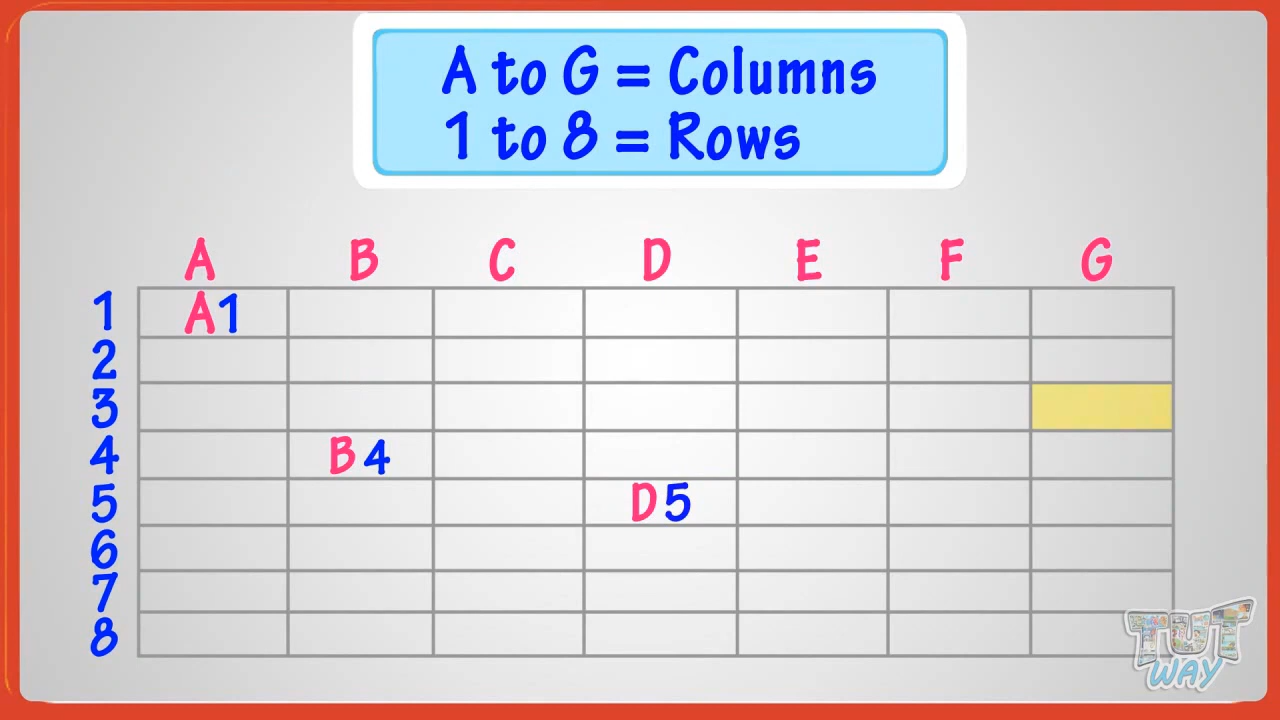 A to G = Columns
1 to 8 = Rows
A B C D E F G
1 A1
2
3
4 B4
5 D5
6
7
8
TUT
WAY